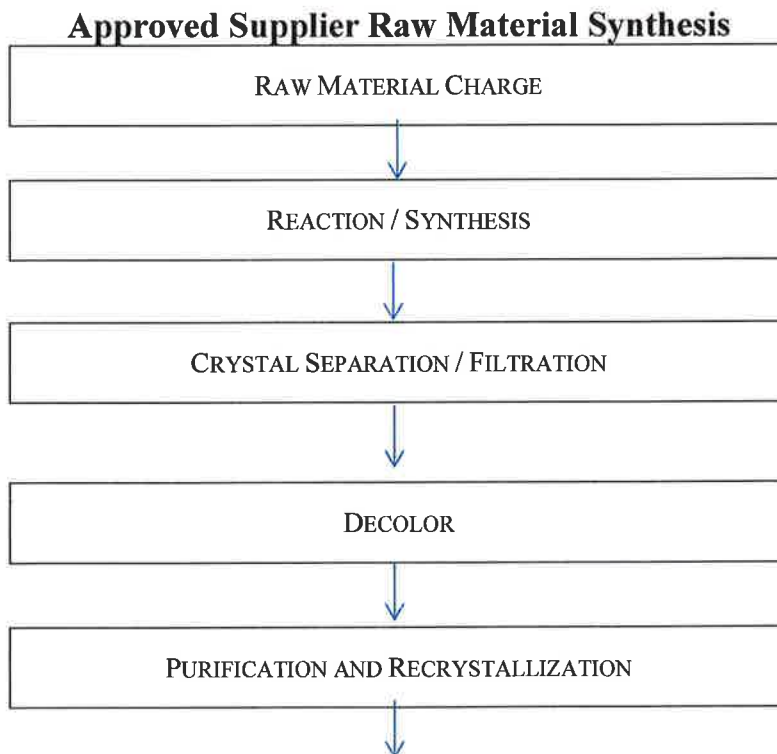 Approved Supplier Raw Material Synthesis
RAW MATERIAL CHARGE
REACTION / SYNTHESIS
CRYSTAL SEPARATION / FILTRATION
DECOLOR
PURIFICATION AND RECRYSTALLIZATION